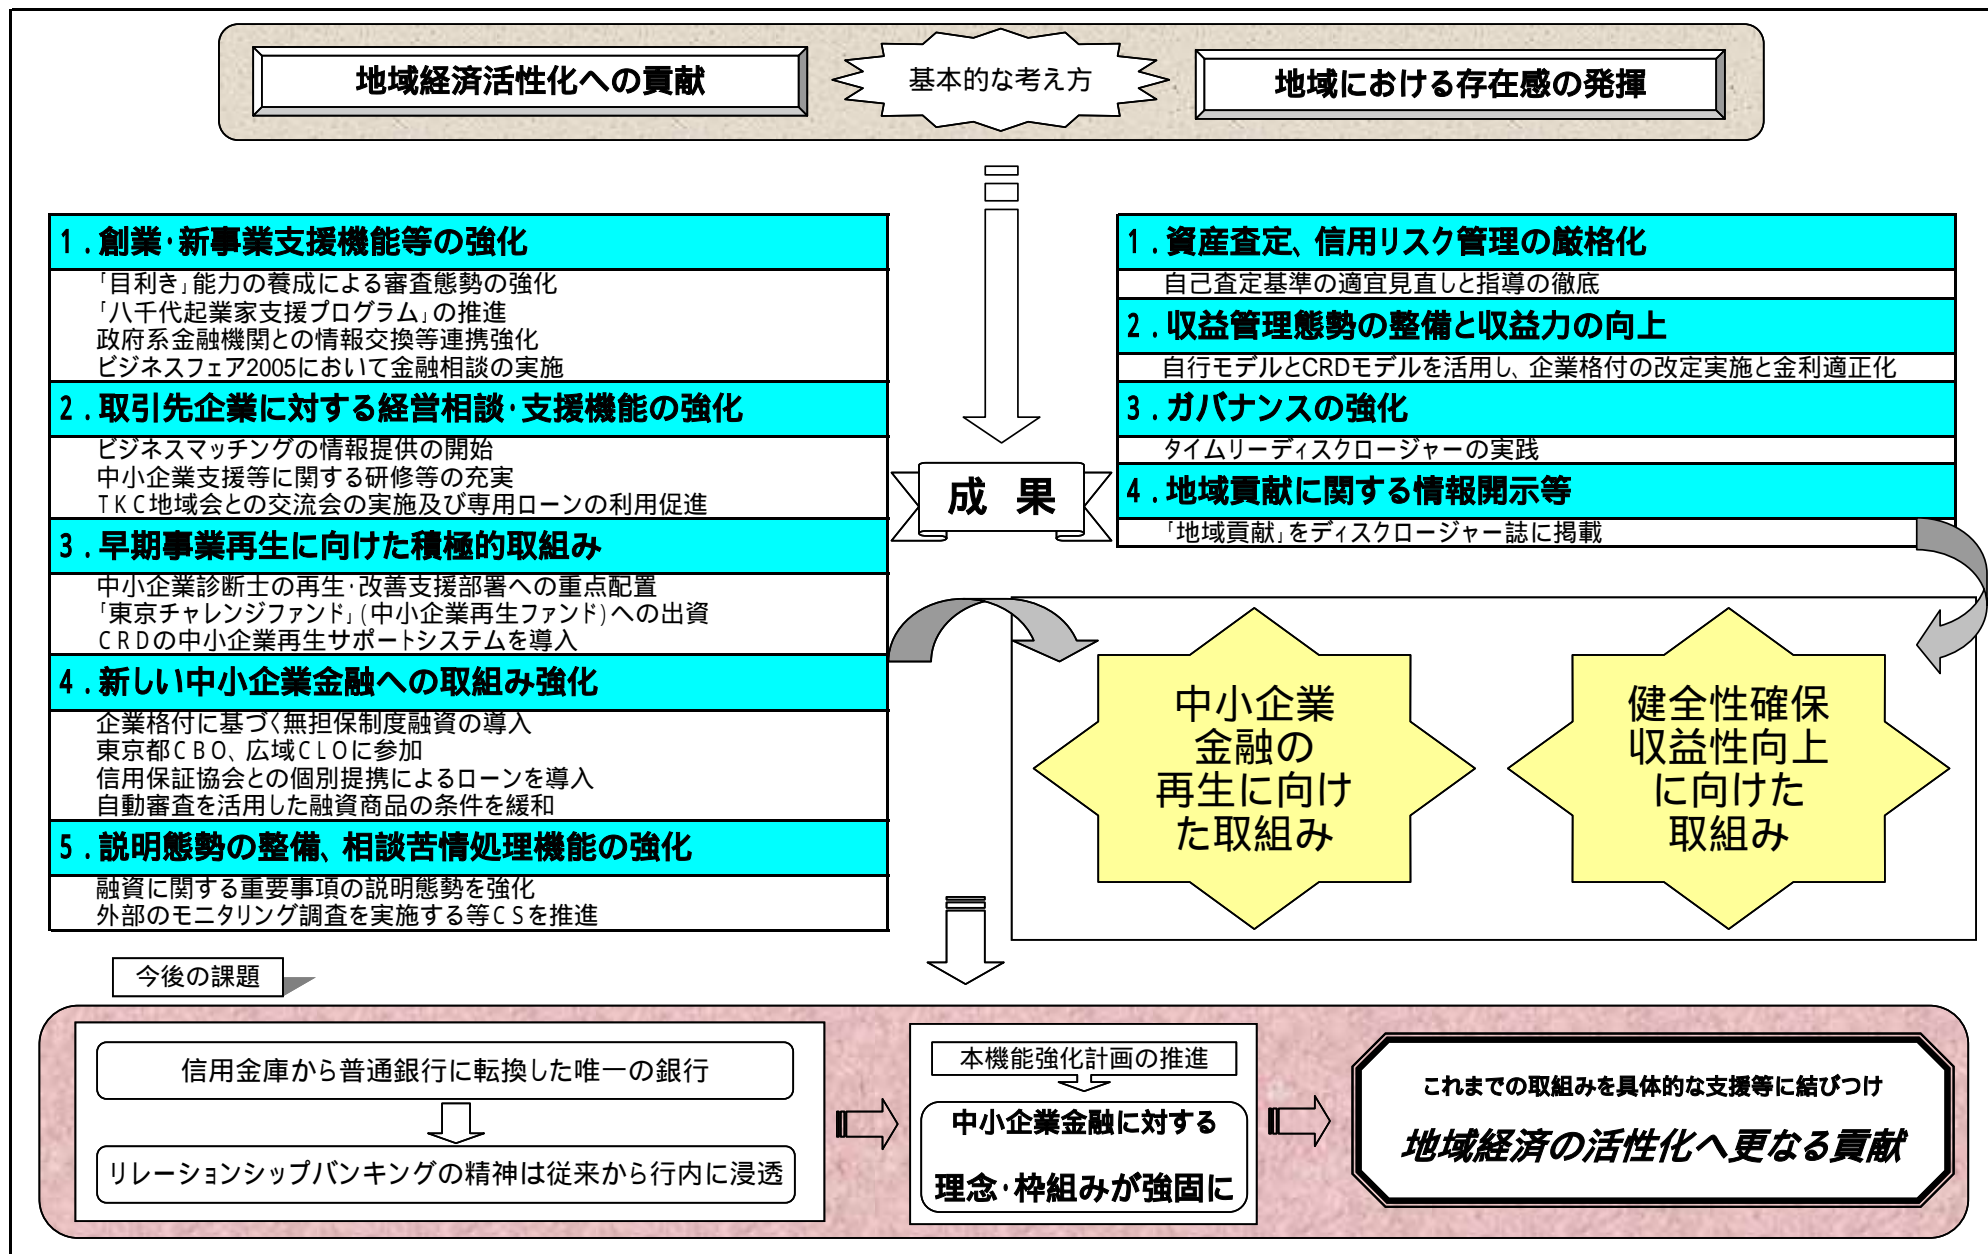 地域経済活性化への貢献
基本的な考え方
地域における存在感の発揮
1．創業・新事業支援機能等の強化
「目利き」能力の養成による審査態勢の強化
「八千代起業家支援プログラム」の推進
政府系金融機関との情報交換等連携強化
ビジネスフェア2005において金融相談の実施
2．取引先企業に対する経営相談・支援機能の強化
ビジネスマッチングの情報提供の開始
中小企業支援等に関する研修等の充実
TKC地域会との交流会の実施及び専用ローンの利用促進
3．早期事業再生に向けた積極的取組み
中小企業診断士の再生・改善支援部署への重点配置
「東京チャレンジファンド」（中小企業再生ファンド）への出資
CRDの中小企業再生サポートシステムを導入
4．新しい中小企業金融への取組み強化
企業格付に基づく無担保制度融資の導入
東京都CBO、広域CLOに参加
信用保証協会との個別提携によるローンを導入
自動審査を活用した融資商品の条件を緩和
5．説明態勢の整備、相談苦情処理機能の強化
融資に関する重要事項の説明態勢を強化
外部のモニタリング調査を実施する等CSを推進
成 果
1．資産査定、信用リスク管理の厳格化
自己査定基準の適宜見直しと指導の徹底
2．収益管理態勢の整備と収益力の向上
自行モデルとCRDモデルを活用し、企業格付の改定実施と金利適正化
3．ガバナンスの強化
タイムリーディスクロージャーの実践
4．地域貢献に関する情報開示等
「地域貢献」をディスクロージャー誌に掲載
中小企業
金融の
再生に向け
た取組み
健全性確保
収益性向上
に向けた
取組み
今後の課題
信用金庫から普通銀行に転換した唯一の銀行
リレーションシップバンキングの精神は従来から行内に浸透
本機能強化計画の推進
中小企業金融に対する
理念・枠組みが強固に
これまでの取組みを具体的な支援等に結びつけ
地域経済の活性化へ更なる貢献